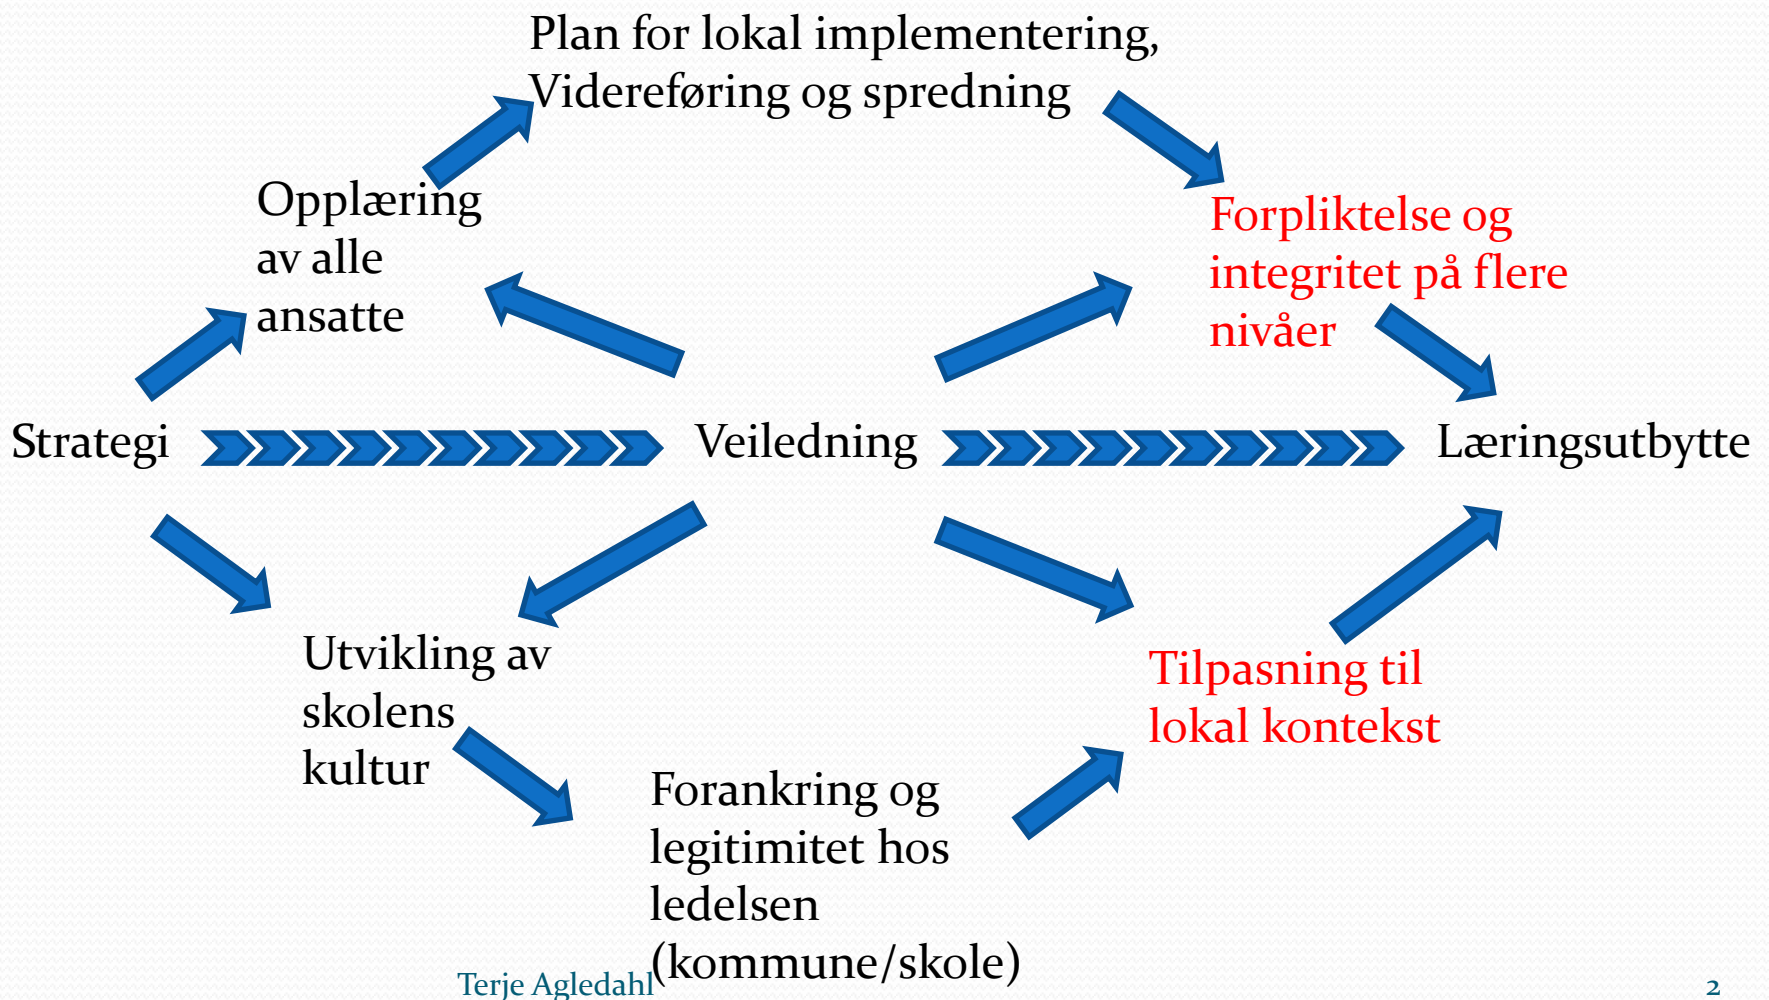 Plan for lokal implementering,
Videreføring og spredning
Opplæring
av alle
ansatte
Forpliktelse og
integritet på flere
nivåer
Strategi
Veiledning
Læringsutbytte
Utvikling av
skolens
kultur
Tilpasning til
lokal kontekst
Forankring og
legitimitet hos
ledelsen
(kommune/skole)
Terje Agledahl
2